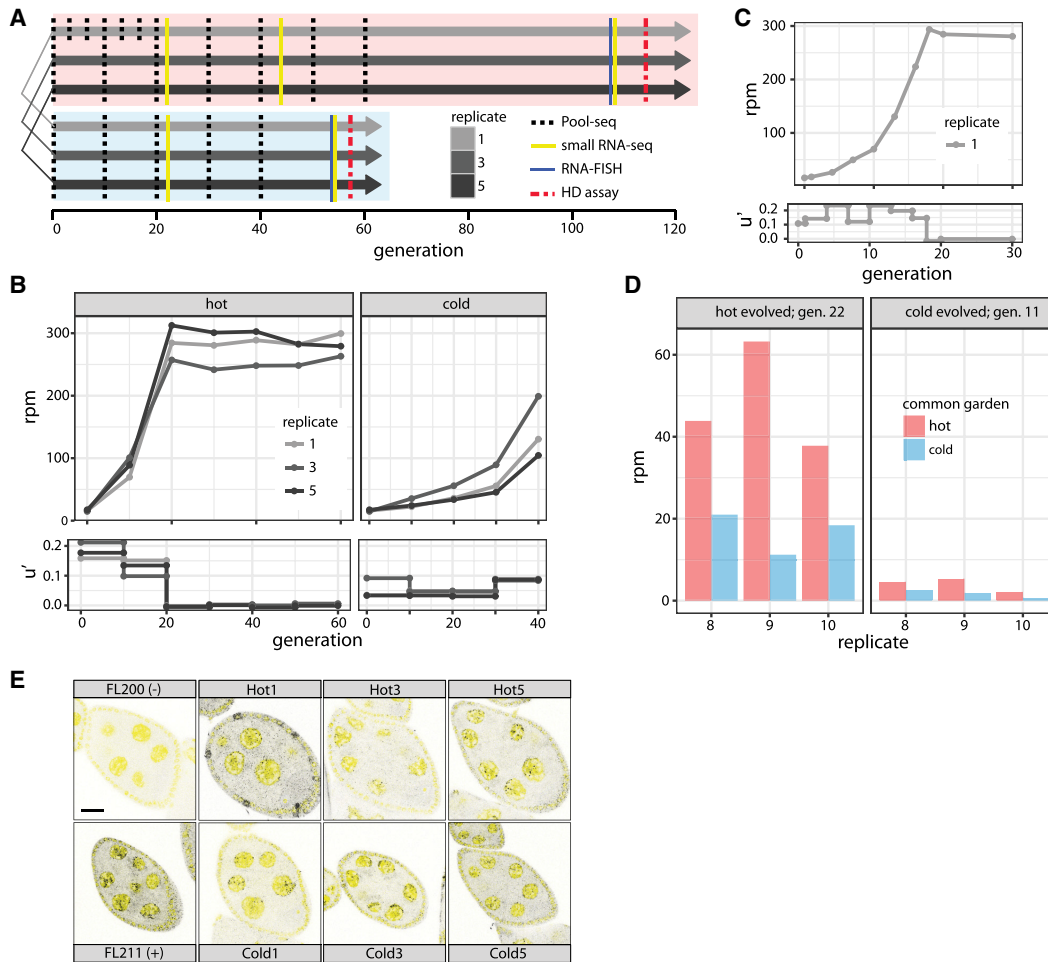 A
replicate
1
3
5
Pool-seq
small RNA-seq
RNA-FISH
HD assay
0
20
40
60
80
100
120
generation
B
hot
cold
rpm
300
200
100
0
replicate
1
3
5
u'
0.2
0.1
0.0
0
20
40
60
0
10
20
30
40
generation
C
rpm
300
200
100
replicate
1
u'
0.2
0.0
0
10
20
30
generation
D
hot evolved; gen. 22
cold evolved; gen. 11
rpm
60
40
20
0
common garden
hot
cold
8
9
10
8
9
10
replicate
E
FL200 (-)
Hot1
Hot3
Hot5
FL211 (+)
Cold1
Cold3
Cold5